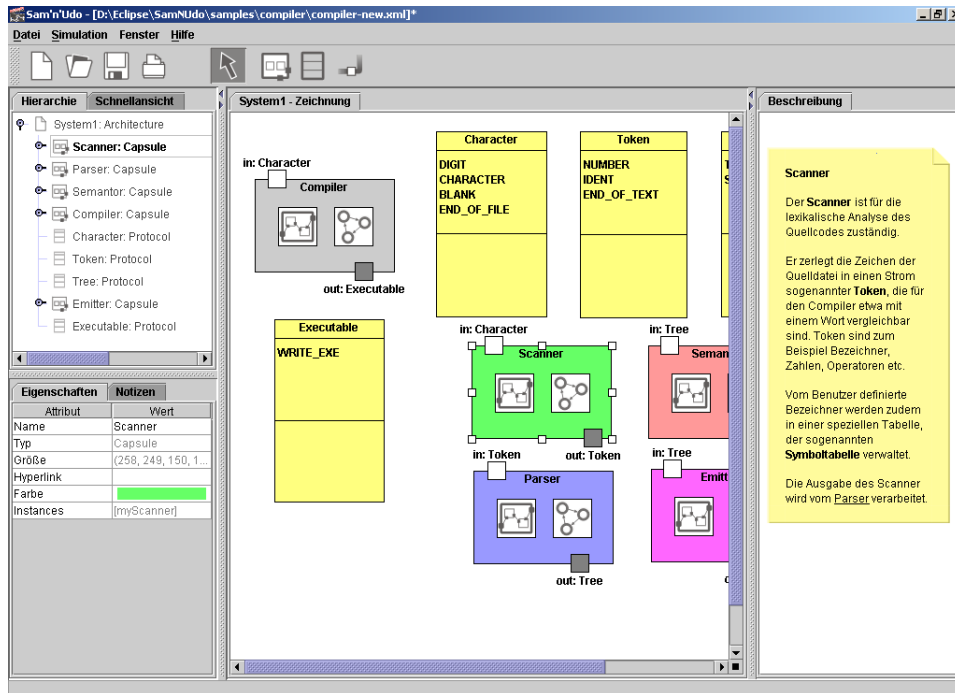 Sam'n'Udo - [D:\Eclipse\SamNUdo\samples\compiler\compiler-new.xml]*
Datei Simulation Fenster Hilfe
Hierarchie Schnellansicht
System1: Architecture
Scanner: Capsule
Parser: Capsule
Semantor: Capsule
Compiler: Capsule
Character: Protocol
Token: Protocol
Tree: Protocol
Emitter: Capsule
Executable: Protocol
Eigenschaften Notizen
Attribut Wert
Name Scanner
Typ Capsule
Größe (258, 249, 150, 1...
Hyperlink
Farbe
Instances [myScanner]
System1 - Zeichnung
in: Character
Compiler
out: Executable
Character
DIGIT
CHARACTER
BLANK
END_OF_FILE
Token
NUMBER
IDENT
END_OF_TEXT
Executable
WRITE_EXE
in: Character
Scanner
out: Token
in: Tree
Seman
in: Token
Parser
out: Tree
in: Tree
Emitt
Beschreibung
Scanner
Der Scanner ist für die
lexikalische Analyse des
Quellcodes zuständig.
Er zerlegt die Zeichen der
Quelldatei in einen Strom
sogenannter Token, die für
den Compiler etwa mit
einem Wort vergleichbar
sind. Token sind zum
Beispiel Bezeichner,
Zahlen, Operatoren etc.
Vom Benutzer definierte
Bezeichner werden zudem
in einer speziellen Tabelle,
der sogenannten
Symboltabelle verwaltet.
Die Ausgabe des Scanner
wird vom Parser verarbeitet.